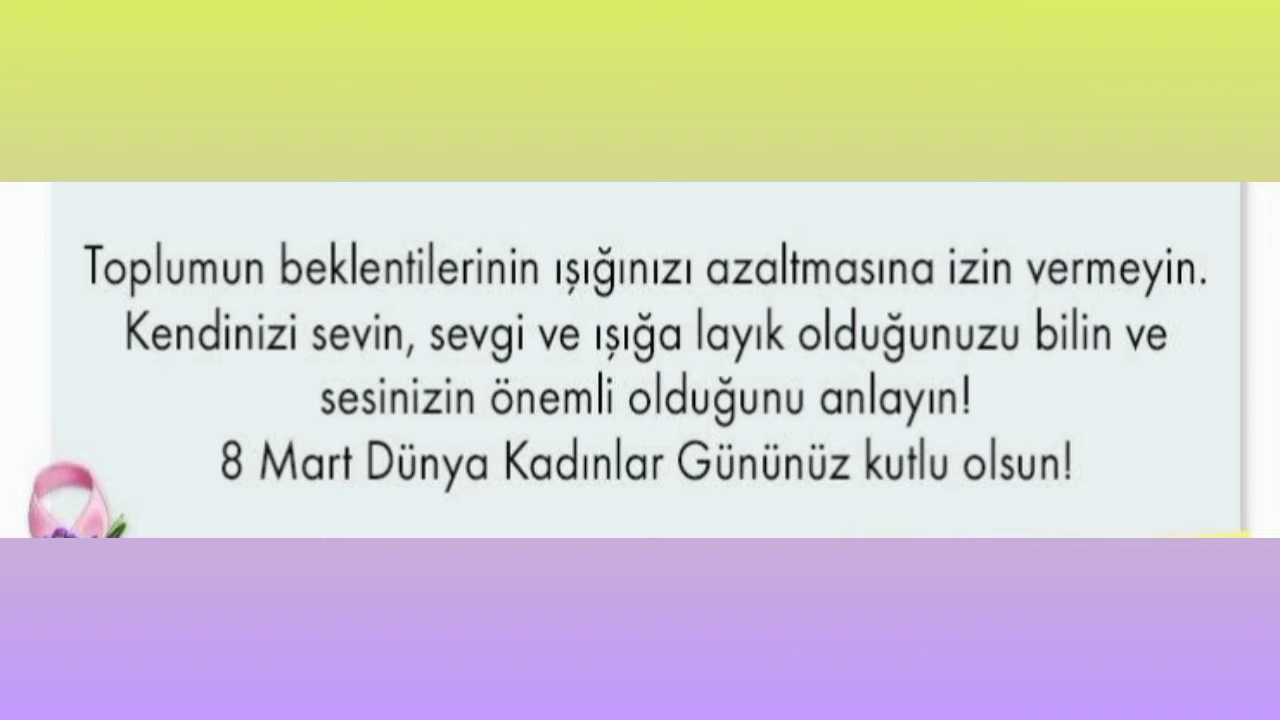 Toplumun beklentilerinin ışığınızı azaltmasına izin vermeyin.
Kendinizi sevin, sevgi ve ışığa layık olduğunuzu bilin ve
sesinizin önemli olduğunu anlayın!
8 Mart Dünya Kadınlar Gününüz kutlu olsun!